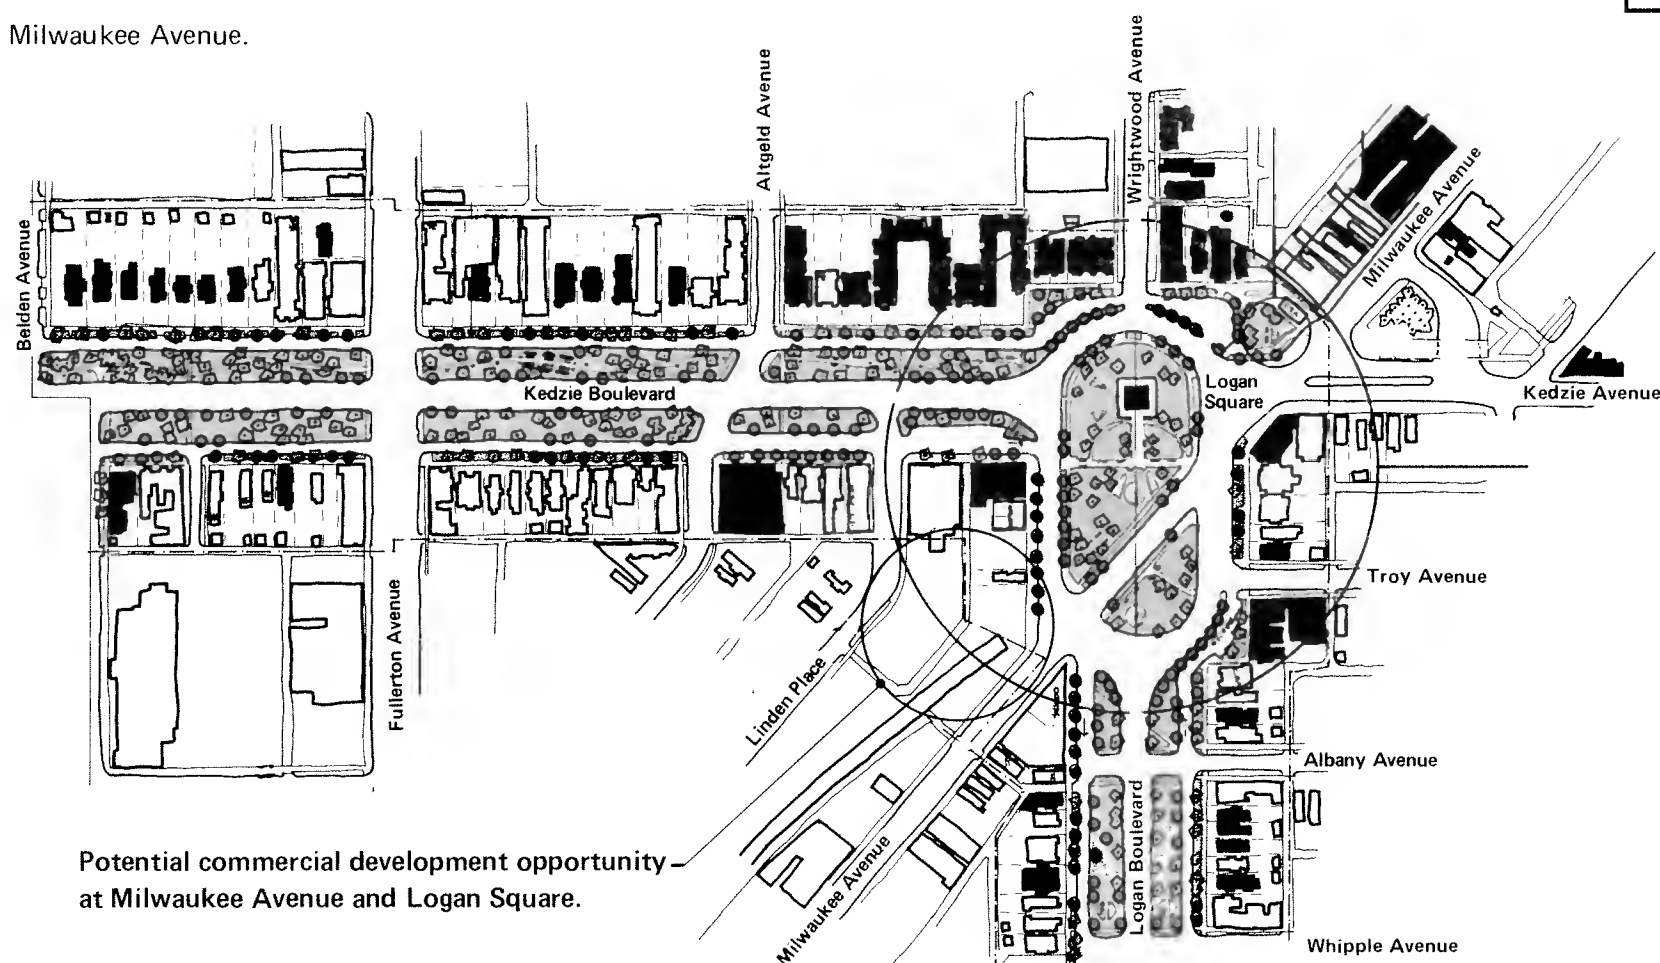 Milwaukee Avenue.
Wrightwood Avenue
Altgeld Avenue
Milwaukee Avenue
Belden Avenue
Kedzie Boulevard
Logan
Square
Kedzie Avenue
Troy Avenue
Fullerton Avenue
Linden Place
Albany Avenue
Logan Boulevard
Potential commercial development opportunity
at Milwaukee Avenue and Logan Square.
Milwaukee Avenue
Whipple Avenue